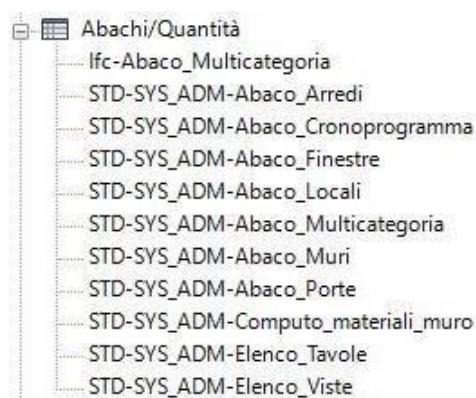 Abachi/Quantità
Ifc-Abaco_Multicategoria
STD-SYS_ADM-Abaco_Arredi
STD-SYS_ADM-Abaco_Cronoprogramma
STD-SYS_ADM-Abaco_Finestre
STD-SYS_ADM-Abaco_Locali
STD-SYS_ADM-Abaco_Multicategoria
STD-SYS_ADM-Abaco_Muri
STD-SYS_ADM-Abaco_Porte
STD-SYS_ADM-Computo_materiali_muro
STD-SYS_ADM-Elenco_Tavole
STD-SYS_ADM-Elenco_Viste